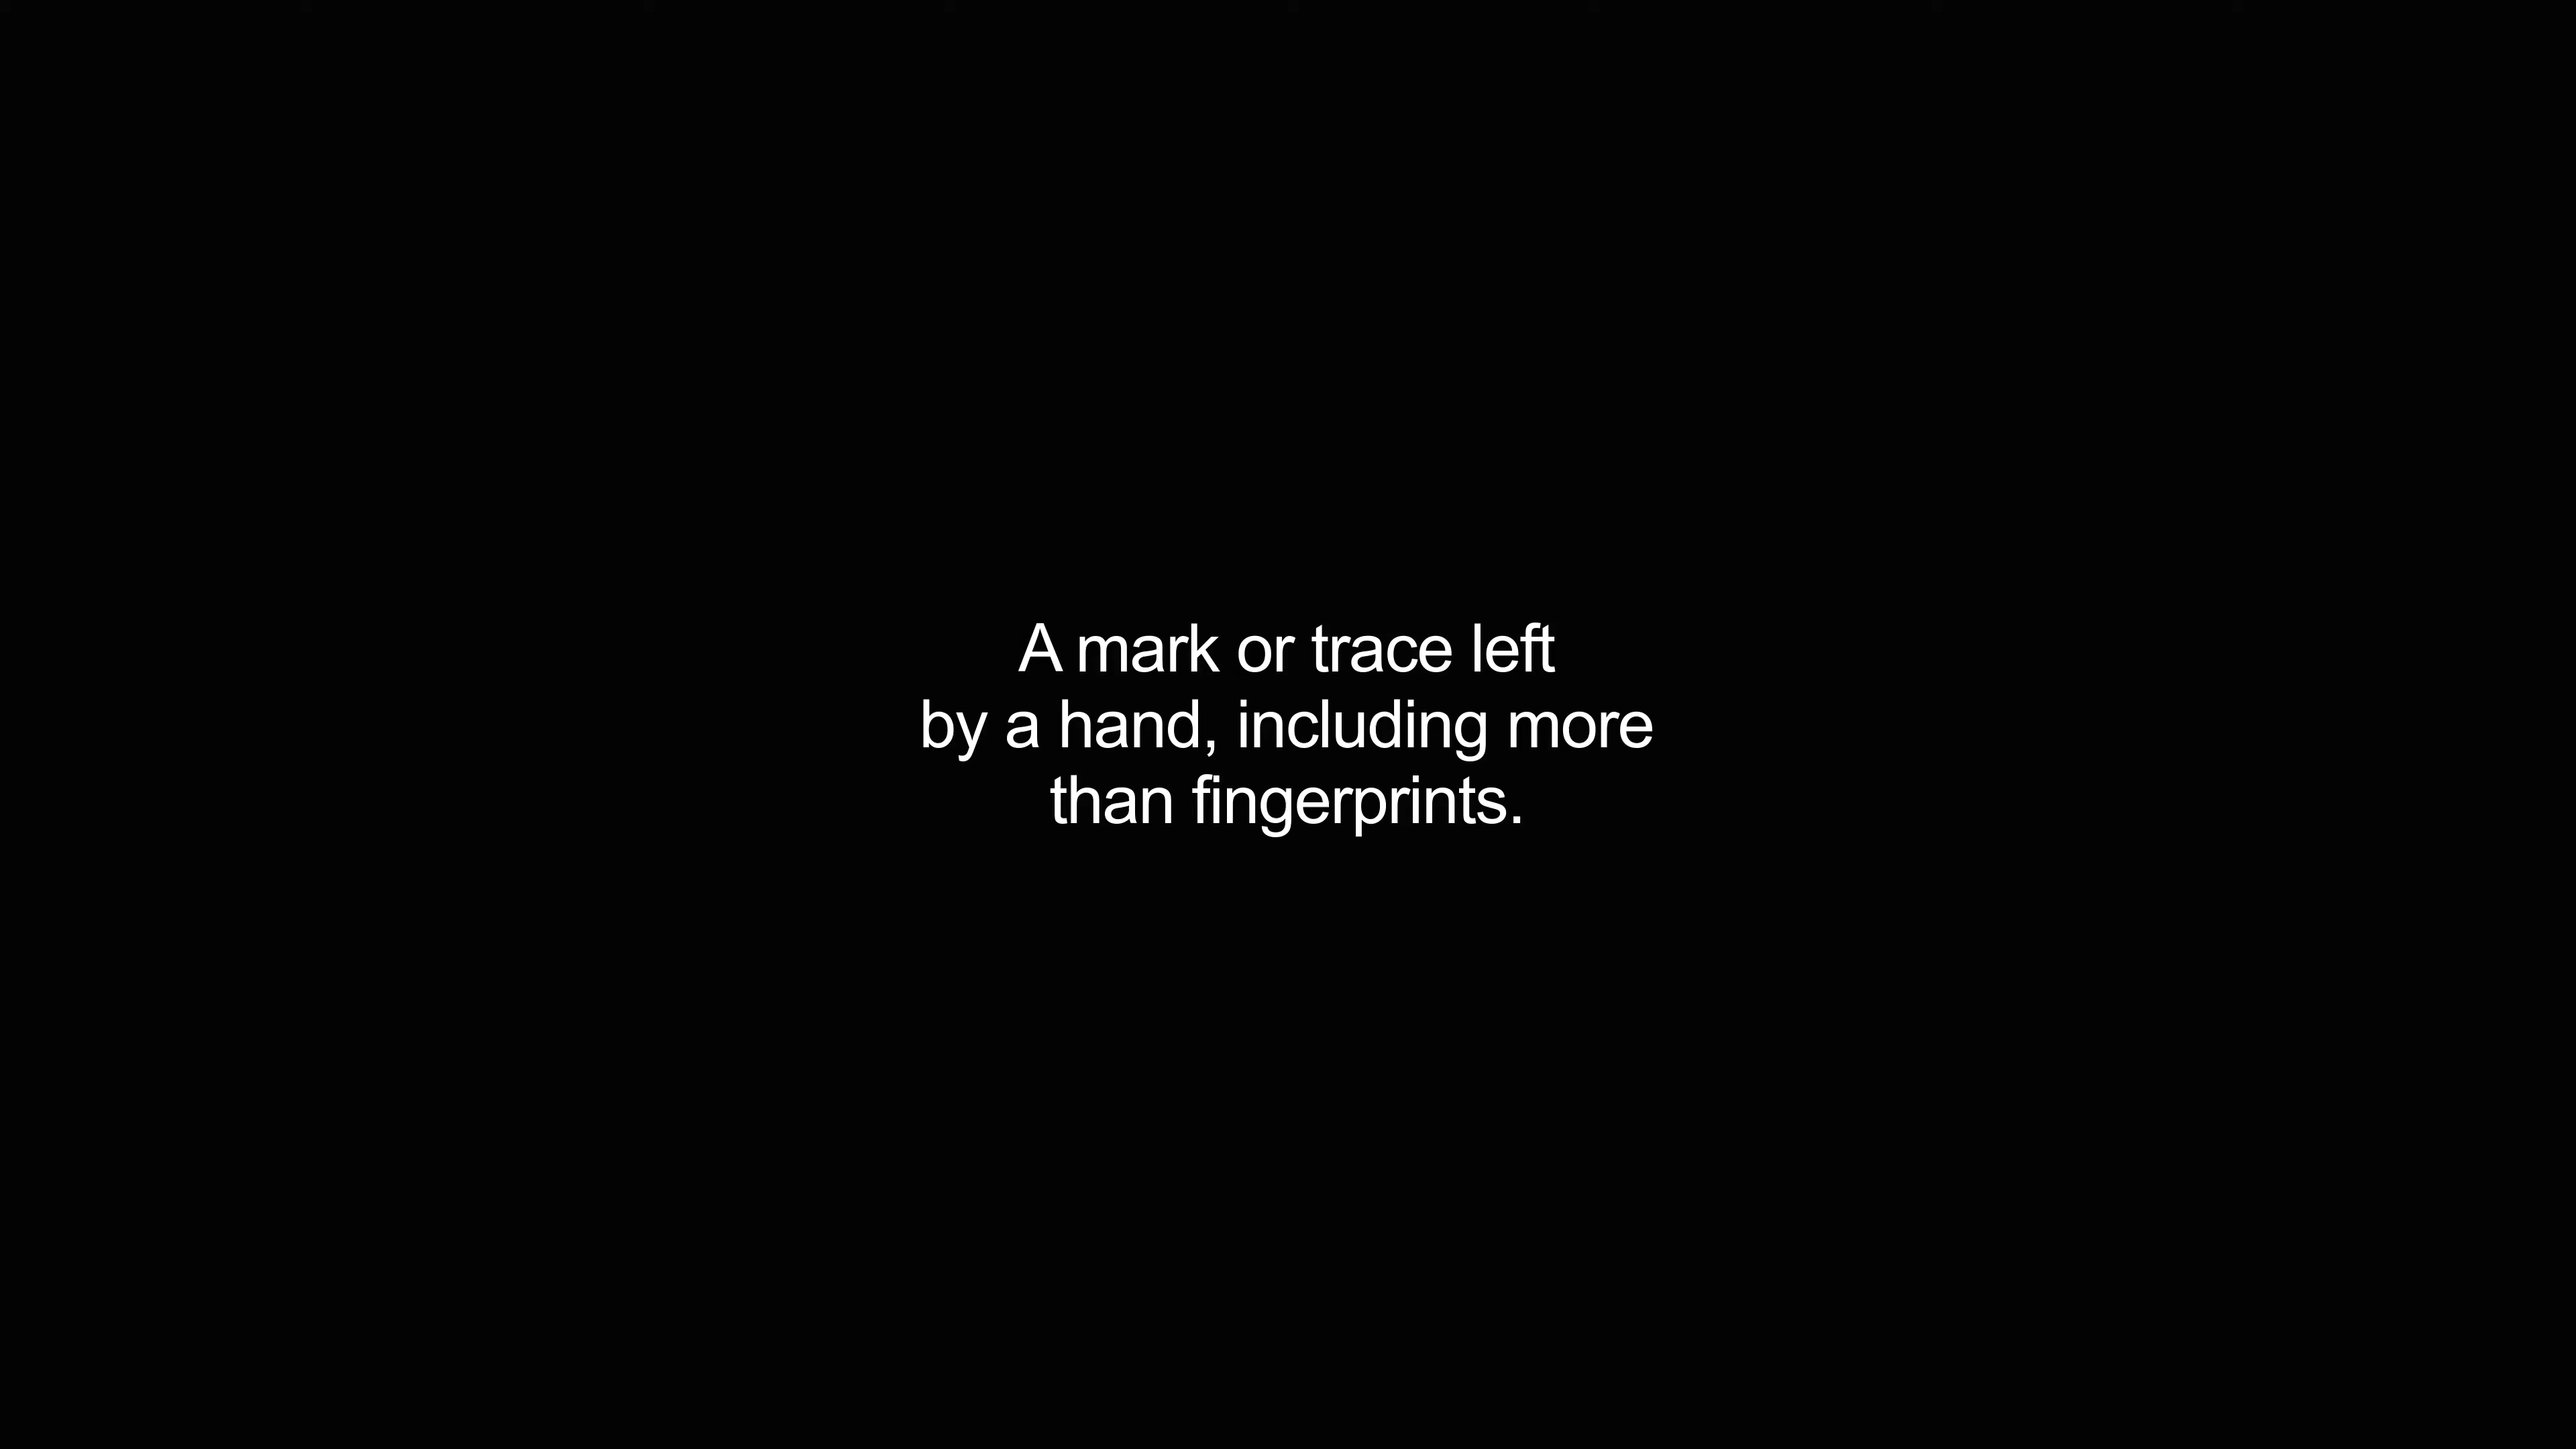 A mark or trace left
by a hand, including more
than fingerprints.